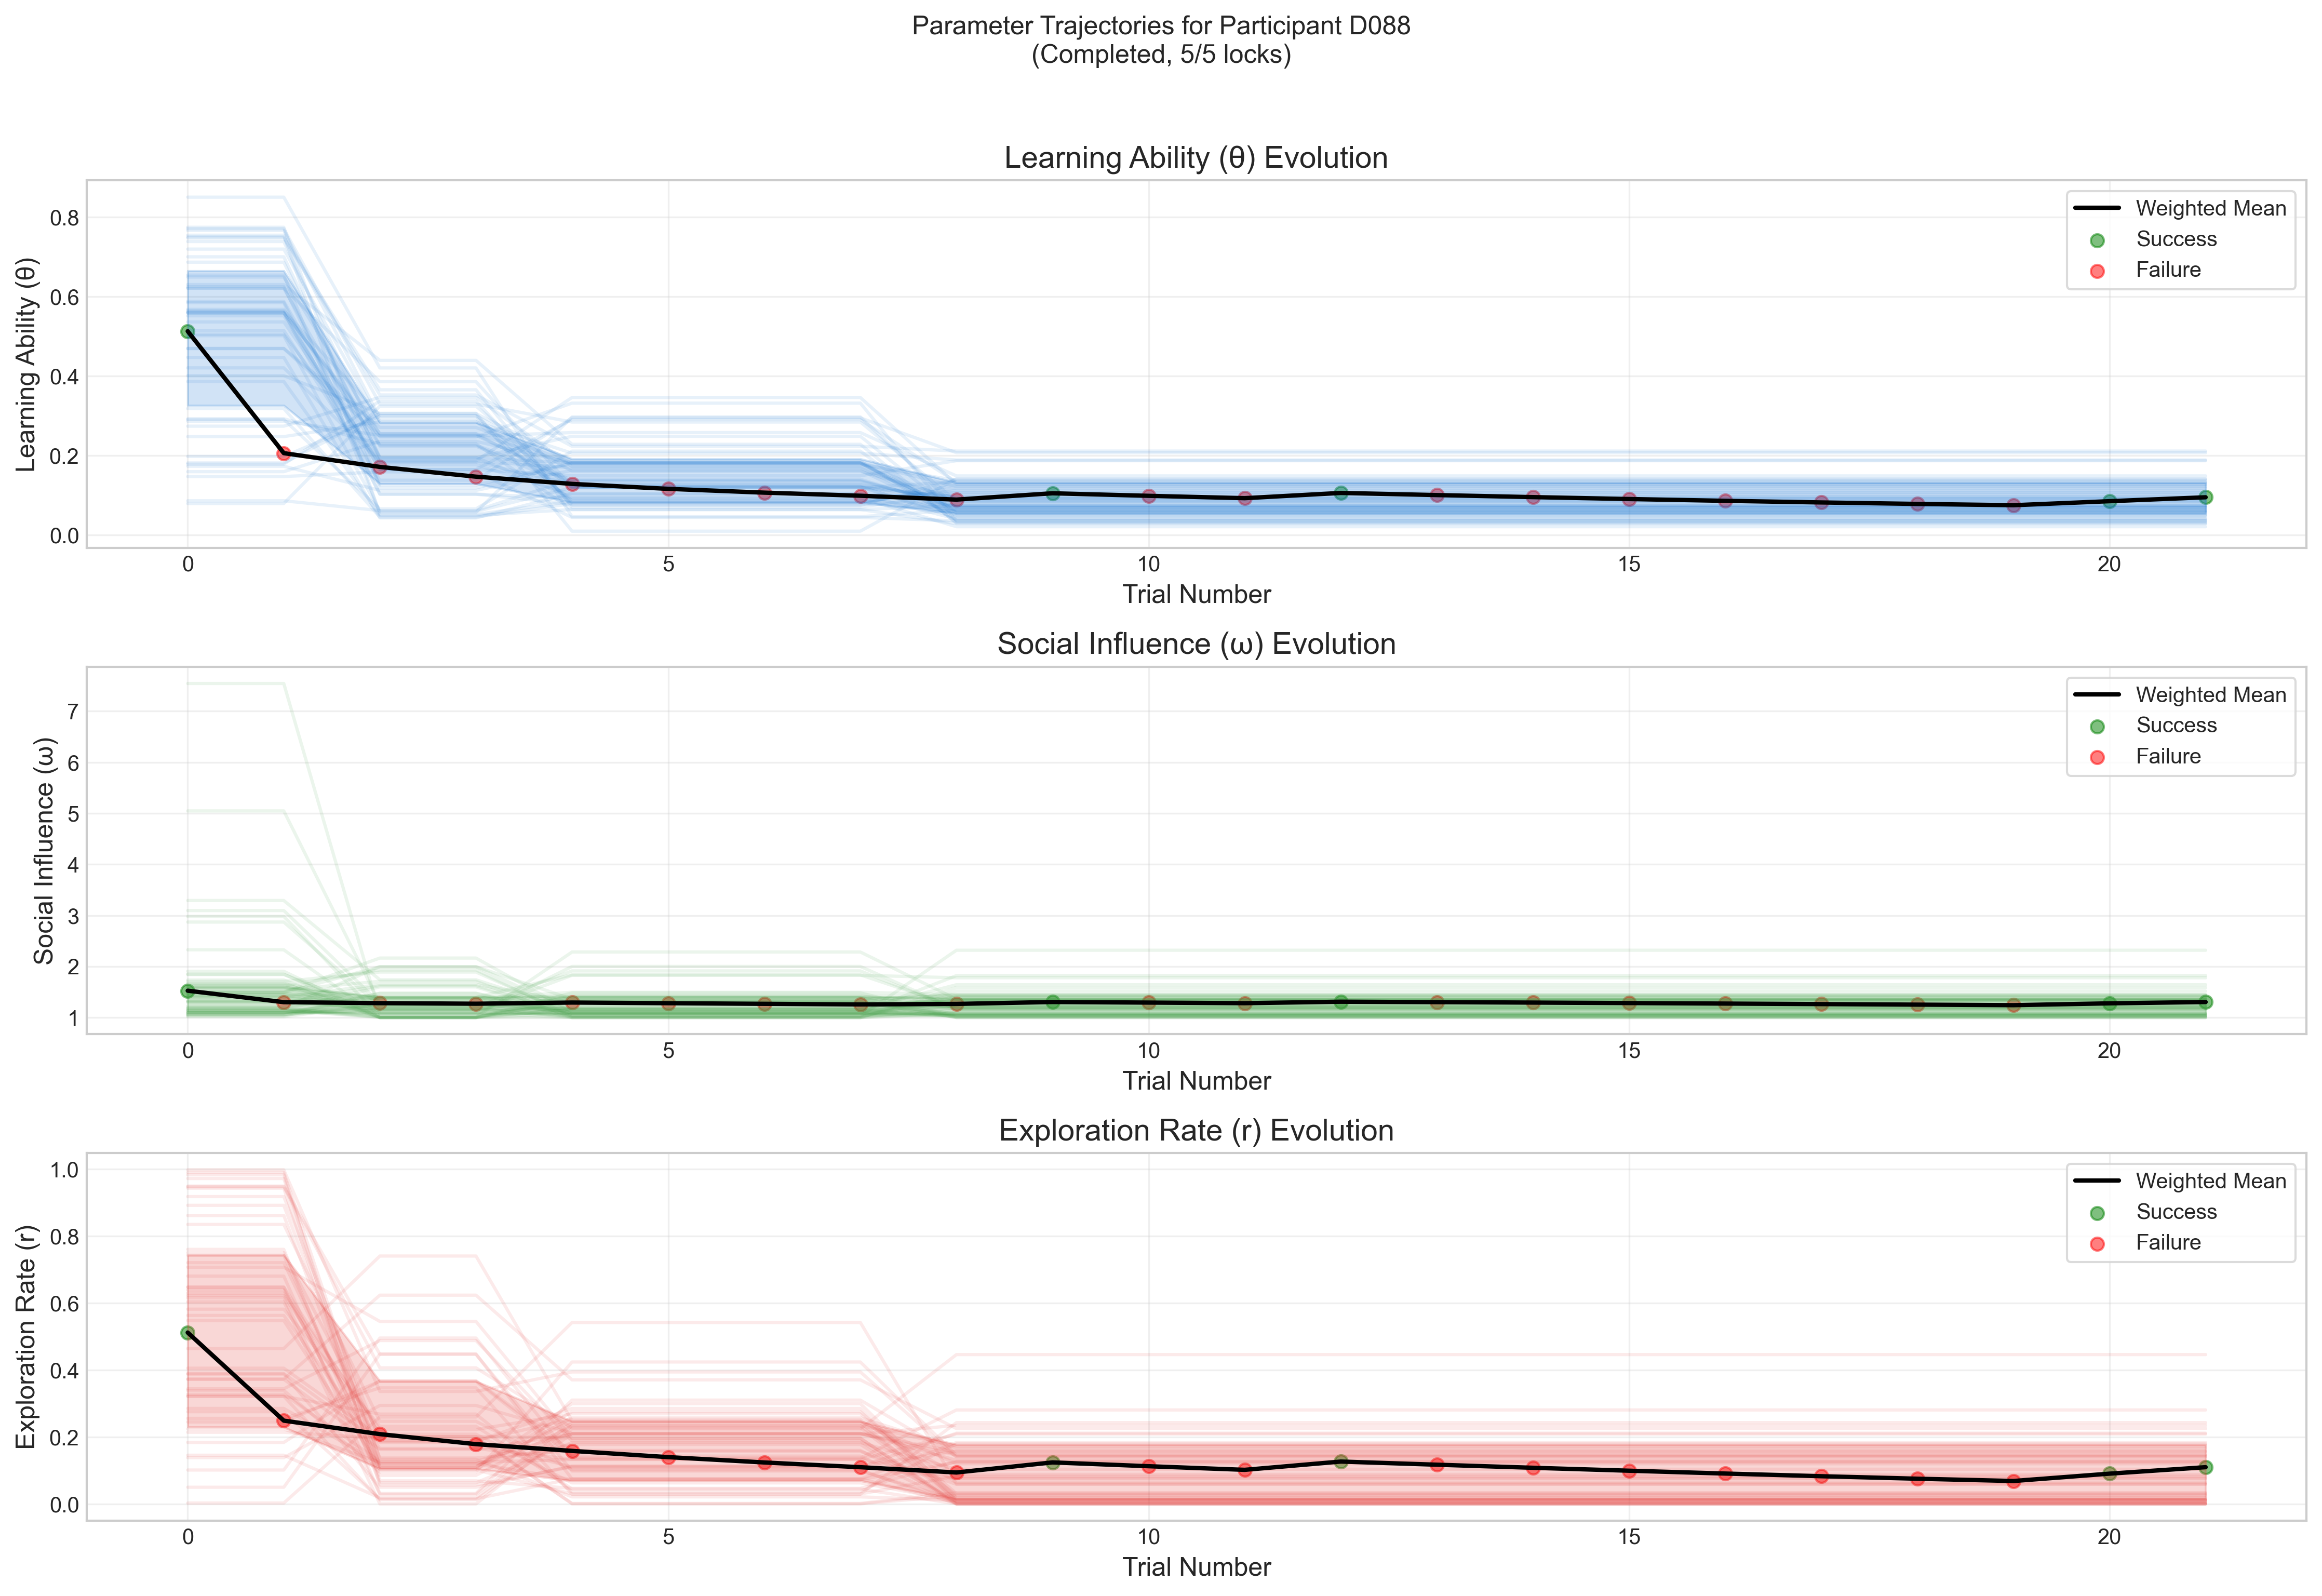 Parameter Trajectories for Participant D088
(Completed, 5/5 locks)
Learning Ability (θ) Evolution
Learning Ability (θ)
0.8
0.6
0.4
0.2
0.0
Weighted Mean
Success
Failure
0 5 10 15 20
Trial Number
Social Influence (ω) Evolution
Social Influence (ω)
7
6
5
4
3
2
1
Weighted Mean
Success
Failure
0 5 10 15 20
Trial Number
Exploration Rate (r) Evolution
Exploration Rate (r)
1.0
0.8
0.6
0.4
0.2
0.0
Weighted Mean
Success
Failure
0 5 10 15 20
Trial Number